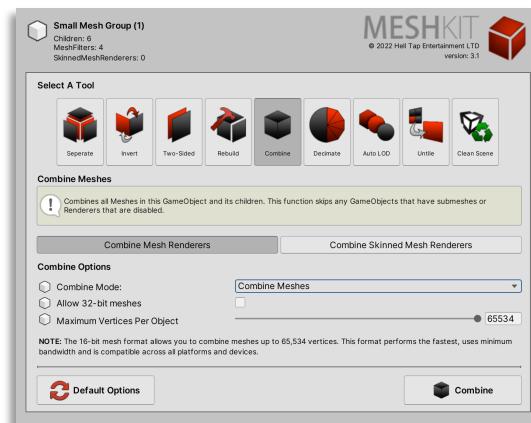 Small Mesh Group (1)
Children: 6
MeshFilters: 4
SkinnedMeshRenderers: 0
MESHKIT
© 2022 Hell Tap Entertainment LTD
version: 3.1
Select A Tool
Seperate
Invert
Two-Sided
Rebuild
Combine
Decimate
Auto LOD
Untile
Clean Scene
Combine Meshes
Combines all Meshes in this GameObject and its children. This function skips any GameObjects that have submeshes or
Renderers that are disabled.
Combine Mesh Renderers
Combine Skinned Mesh Renderers
Combine Options
Combine Mode:
Combine Meshes
Allow 32-bit meshes
Maximum Vertices Per Object
65534
NOTE: The 16-bit mesh format allows you to combine meshes up to 65,534 vertices. This format performs the fastest, uses minimum
bandwidth and is compatible across all platforms and devices.
Default Options
Combine